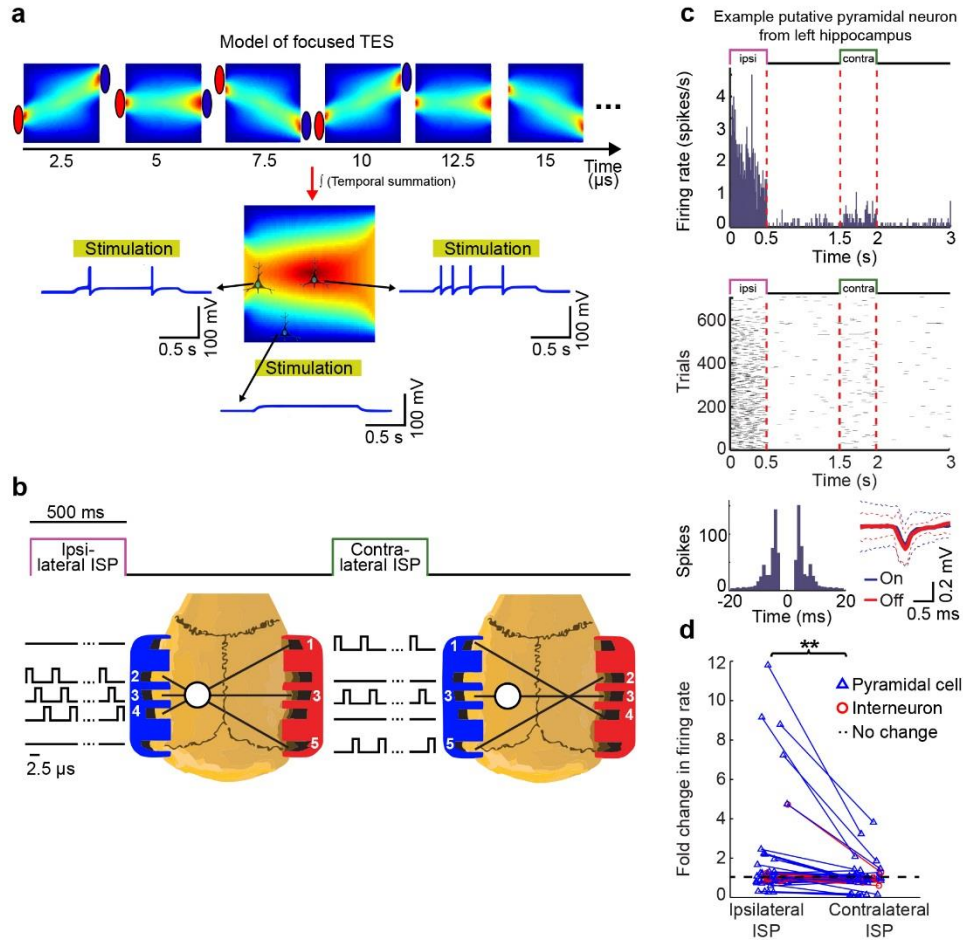 a
Model of focused TES
2.5 5 7.5 10 12.5 15 Time
(µs)
...
∫ (Temporal summation)
Stimulation
0.5 s
100 mV
Stimulation
0.5 s
100 mV
Stimulation
0.5 s
100 mV
b
500 ms
Ipsi-
lateral ISP
Contra-
lateral ISP
...
...
...
...
...
2.5 µs
2
3
4
1
3
5
...
...
...
...
...
1
3
5
2
3
4
c
Example putative pyramidal neuron
from left hippocampus
ipsi
contra
Firing rate (spikes/s)
4
3
2
1
0
0 0.5 1.5 2 3
Time (s)
ipsi
contra
Trials
600
400
200
0
0 0.5 1.5 2 3
Time (s)
Spikes
100
0
-20 0 20
Time (ms)
On
Off
0.2 mV
0.5 ms
d
**
Fold change in firing rate
12
10
8
6
4
2
1
0
Pyramidal cell
Interneuron
No change
Ipsilateral
ISP
Contralateral
ISP